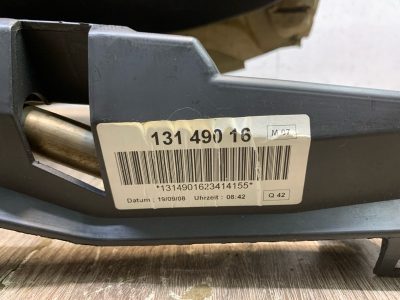 131 490 16 M 07
*1314901623414155*
Datum : 19/09/08 Uhrzeit : 08:42 Q 42